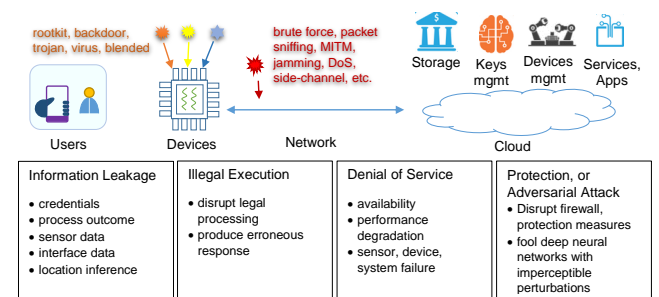 rootkit, backdoor,
trojan, virus, blended
brute force, packet
sniffing, MITM,
jamming, DoS,
side-channel, etc.
Storage
Keys
mgmt
Devices
mgmt
Services,
Apps
Users
Devices
Network
Cloud
Information Leakage
• credentials
• process outcome
• sensor data
• interface data
• location inference
Illegal Execution
• disrupt legal
processing
• produce erroneous
response
Denial of Service
• availability
• performance
degradation
• sensor, device,
system failure
Protection, or
Adversarial Attack
• Disrupt firewall,
protection measures
• fool deep neural
networks with
imperceptible
perturbations